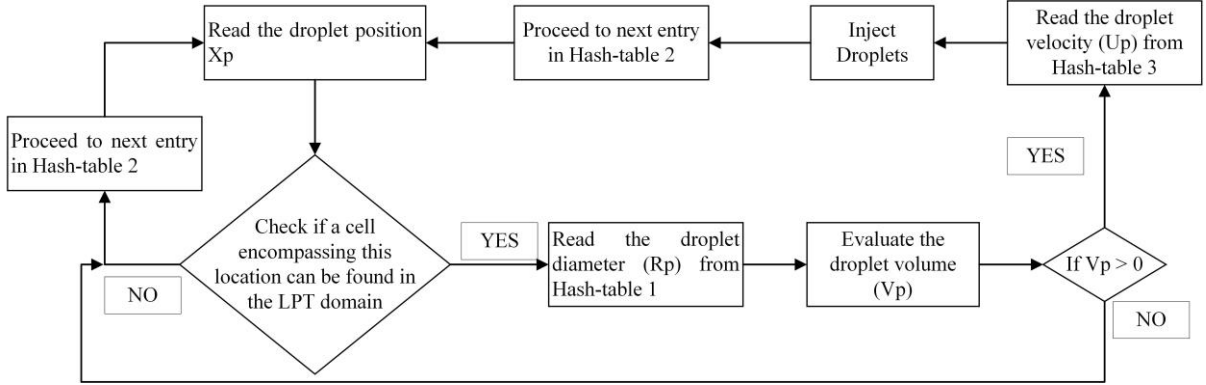 Read the droplet position
Xp
Proceed to next entry
in Hash-table 2
Inject
Droplets
Read the droplet
velocity (Up) from
Hash-table 3
Proceed to next entry
in Hash-table 2
YES
Check if a cell
encompassing this
location can be found in
the LPT domain
YES
Read the droplet
diameter (Rp) from
Hash-table 1
Evaluate the
droplet volume
(Vp)
If Vp > 0
NO
NO